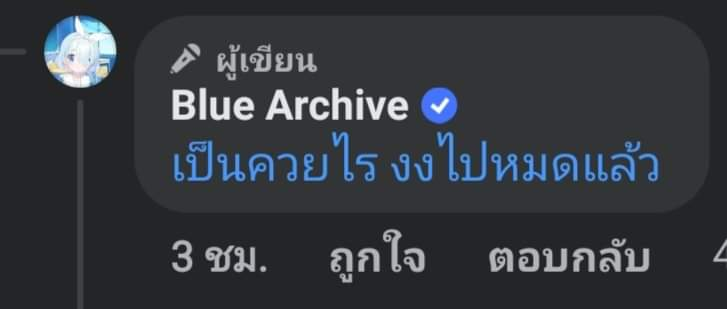 ผู้เขียน
Blue Archive
เป็นควยไร งงไปหมดแล้ว
3 ชม. ถูกใจ ตอบกลับ